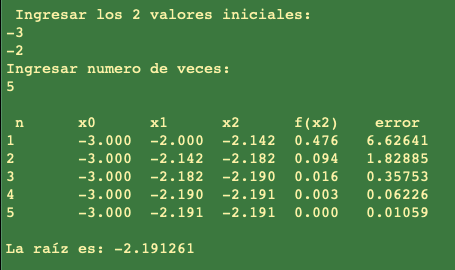 Ingresar los 2 valores iniciales:
-3
-2
Ingresar numero de veces:
5
n x0 x1 x2 f(x2) error
1 -3.000 -2.000 -2.142 0.476 6.62641
2 -3.000 -2.142 -2.182 0.094 1.82885
3 -3.000 -2.182 -2.190 0.016 0.35753
4 -3.000 -2.190 -2.191 0.003 0.06226
5 -3.000 -2.191 -2.191 0.000 0.01059
La raíz es: -2.191261